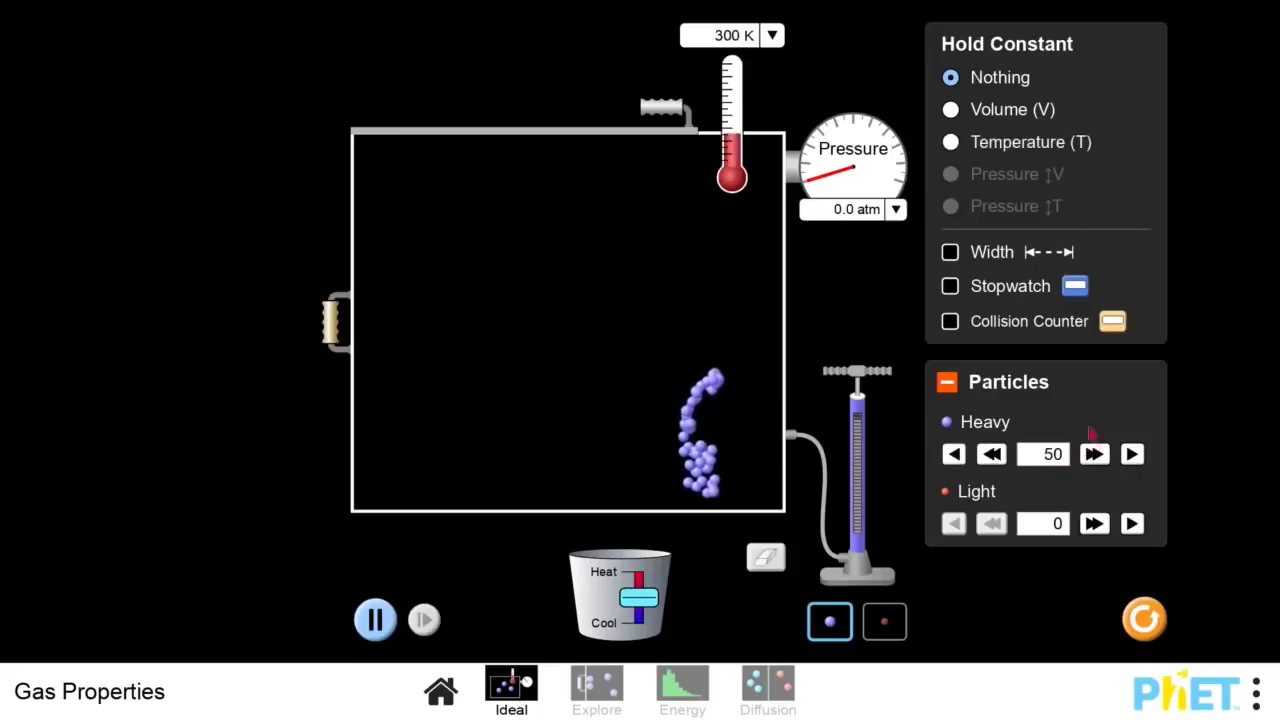 300 K
Pressure
0.0 atm
Hold Constant
Nothing
Volume (V)
Temperature (T)
Pressure ↕V
Pressure ↕T
Width
Stopwatch
Collision Counter
Particles
Heavy
50
Light
0
Heat
Cool
Gas Properties
Ideal
Explore
Energy
Diffusion
PhET